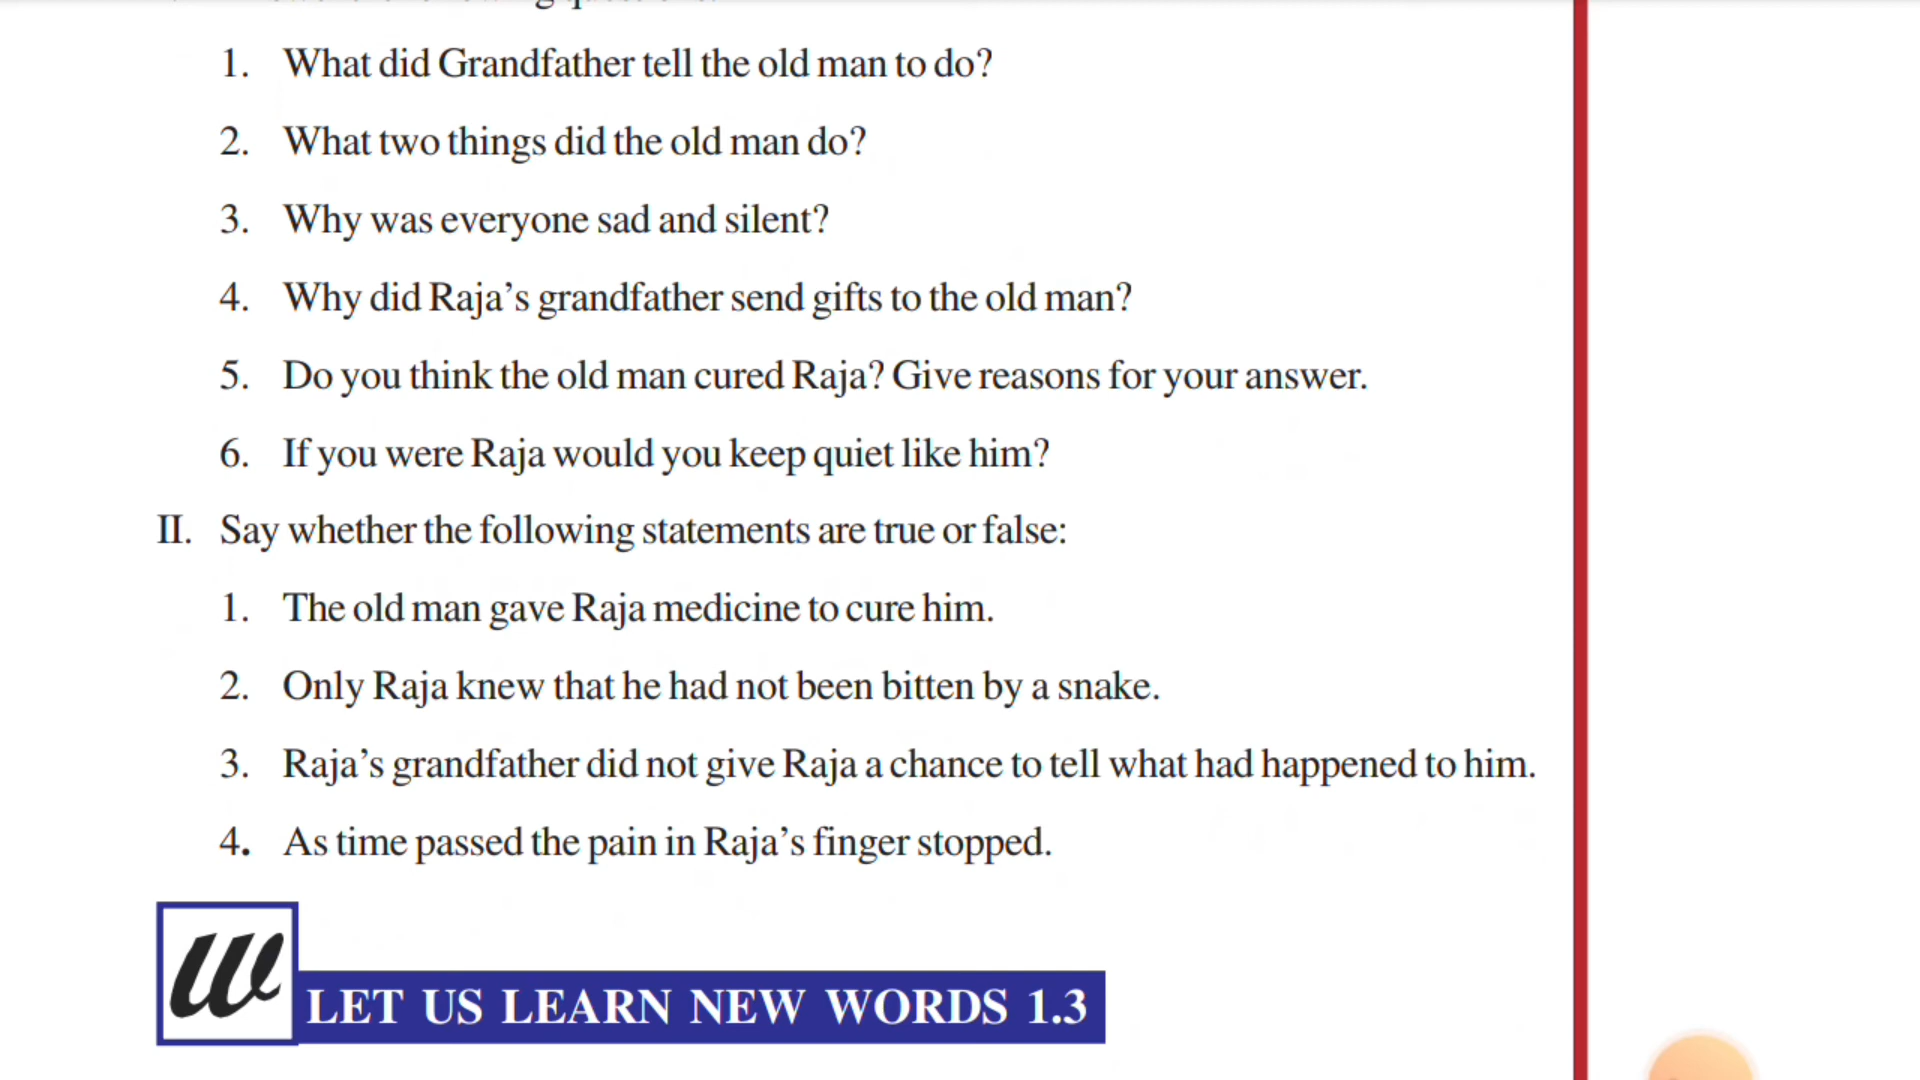 1. What did Grandfather tell the old man to do?
2. What two things did the old man do?
3. Why was everyone sad and silent?
4. Why did Raja’s grandfather send gifts to the old man?
5. Do you think the old man cured Raja? Give reasons for your answer.
6. If you were Raja would you keep quiet like him?
II. Say whether the following statements are true or false:
1. The old man gave Raja medicine to cure him.
2. Only Raja knew that he had not been bitten by a snake.
3. Raja’s grandfather did not give Raja a chance to tell what had happened to him.
4. As time passed the pain in Raja’s finger stopped.
W
LET US LEARN NEW WORDS 1.3